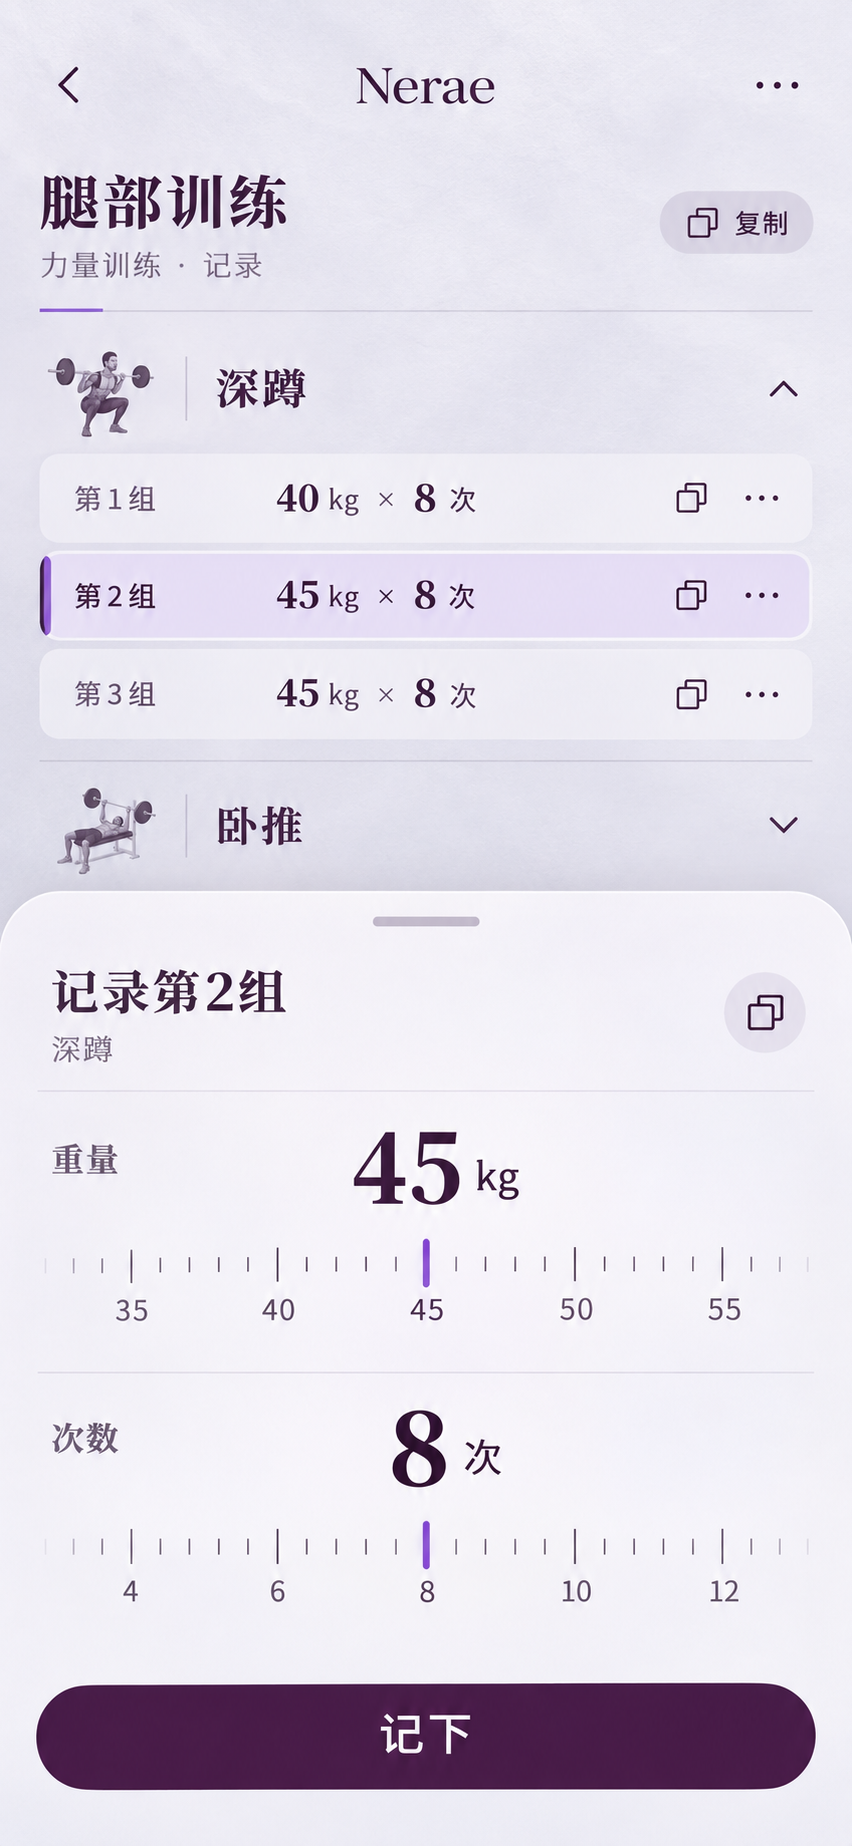 Nerae
腿部训练
复制
力量训练 · 记录
深蹲
第1组 40 kg × 8 次
第2组 45 kg × 8 次
第3组 45 kg × 8 次
卧推
记录第2组
深蹲
重量
45 kg
35 40 45 50 55
次数
8 次
4 6 8 10 12
记下